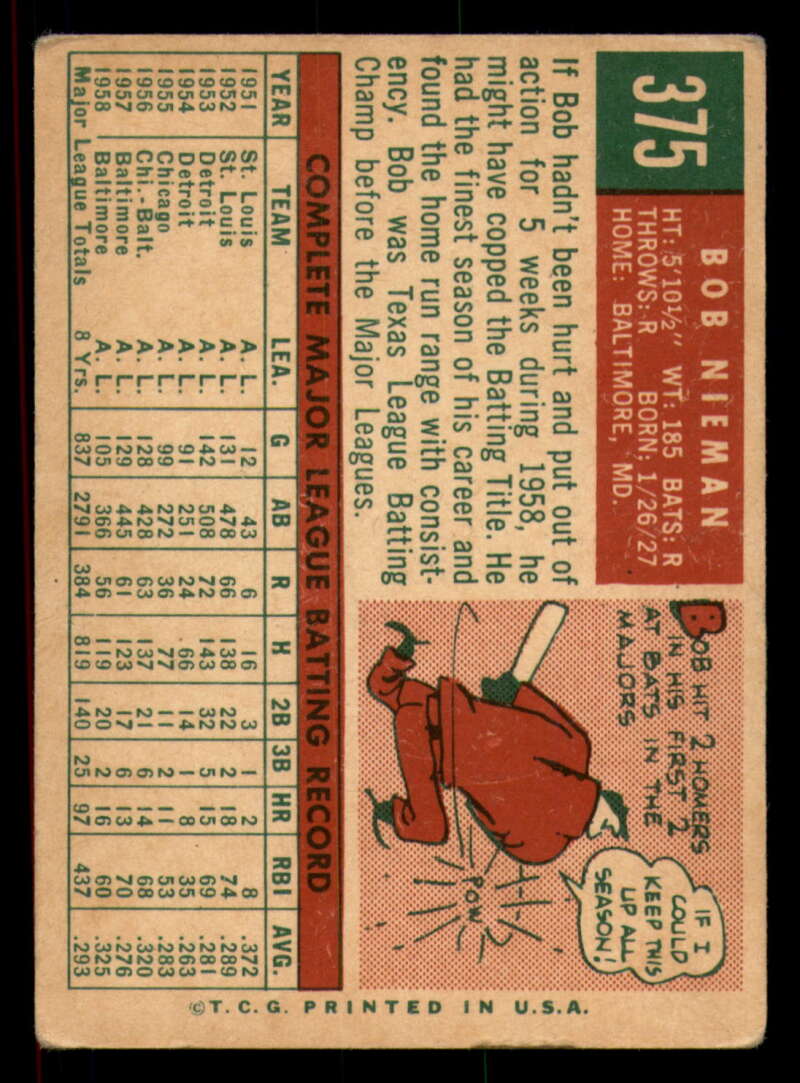 375
BOB NIEMAN
HT: 5'10½" WT: 185 BATS: R
THROWS: R BORN: 1/26/27
HOME: BALTIMORE, MD.
If Bob hadn't been hurt and put out of
action for 5 weeks during 1958, he
might have copped the Batting Title. He
had the finest season of his career and
found the home run range with consist-
ency. Bob was Texas League Batting
Champ before the Major Leagues.
BOB HIT 2 HOMERS
IN HIS FIRST 2
AT BATS IN THE
MAJORS
IF I
COULD
KEEP THIS
UP ALL
SEASON!
POW
COMPLETE MAJOR LEAGUE BATTING RECORD
YEAR TEAM LEA. G AB R H 2B 3B HR RBI AVG.
1951 St. Louis A. L. 12 43 6 16 3 1 2 8 .372
1952 St. Louis A. L. 131 478 66 138 22 2 18 74 .289
1953 Detroit A. L. 142 508 72 143 32 5 15 69 .281
1954 Detroit A. L. 91 251 24 66 14 1 8 35 .263
1955 Chicago A. L. 99 272 36 77 11 2 11 53 .283
1956 Chi.-Balt. A. L. 128 428 63 137 21 6 14 68 .320
1957 Baltimore A. L. 129 445 61 123 17 6 13 70 .276
1958 Baltimore A. L. 105 366 56 119 20 2 16 60 .325
Major League Totals 8 Yrs. 837 2791 384 819 140 25 97 437 .293
© T. C. G. PRINTED IN U.S.A.